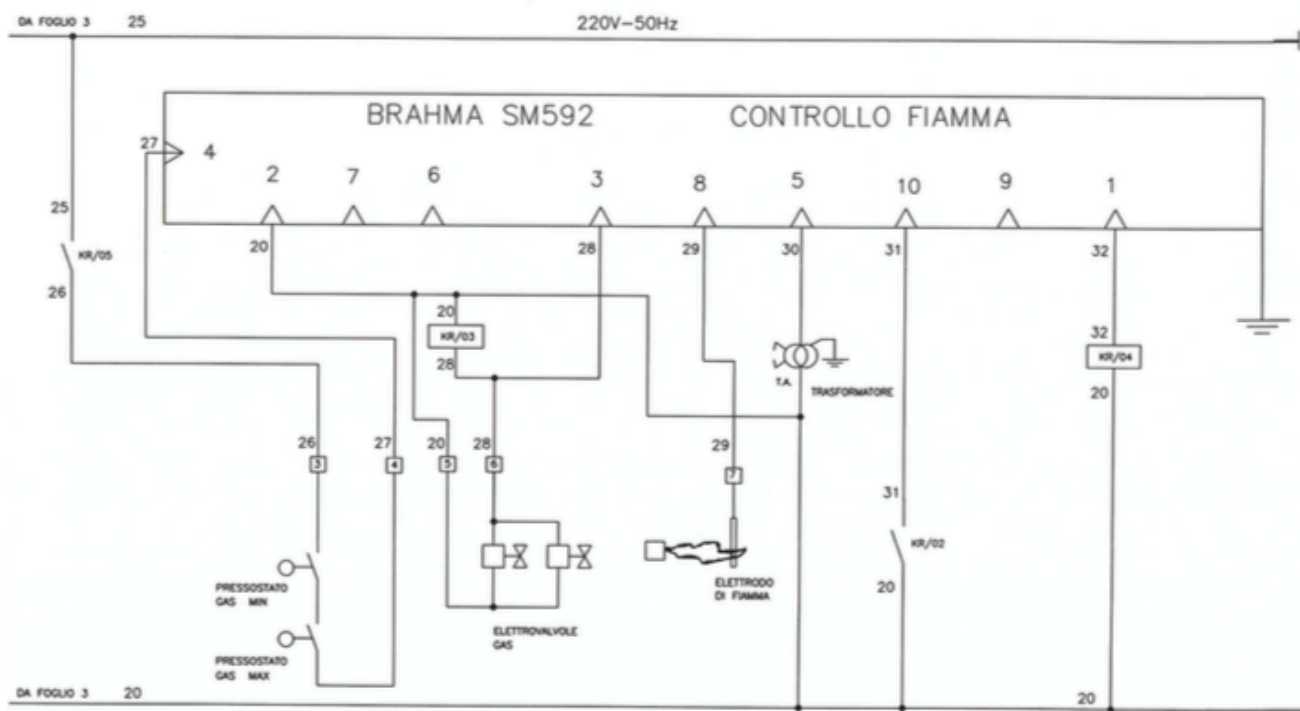 DA FOGLIO 3 25 220V-50Hz
BRAHMA SM592 CONTROLLO FIAMMA
27 4
2 7 6 3 8 5 10 9 1
25
20 28 29 30 31 32
KR/05
26
20 32
KR/03 KR/04
28 20
T.A. TRASFORMATORE
26 27 20 28 29
3 4 5 6 7
31
KR/02
20
PRESSOSTATO
GAS MIN
ELETTRODO
DI FIAMMA
ELETTROVALVOLE
GAS
PRESSOSTATO
GAS MAX
DA FOGLIO 3 20 20